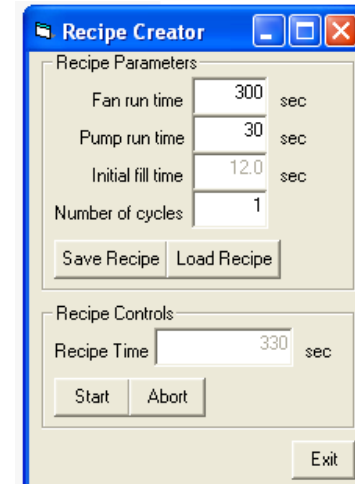 Recipe Creator
Recipe Parameters
Fan run time 300 sec
Pump run time 30 sec
Initial fill time 12.0 sec
Number of cycles 1
Save Recipe Load Recipe
Recipe Controls
Recipe Time 330 sec
Start Abort
Exit